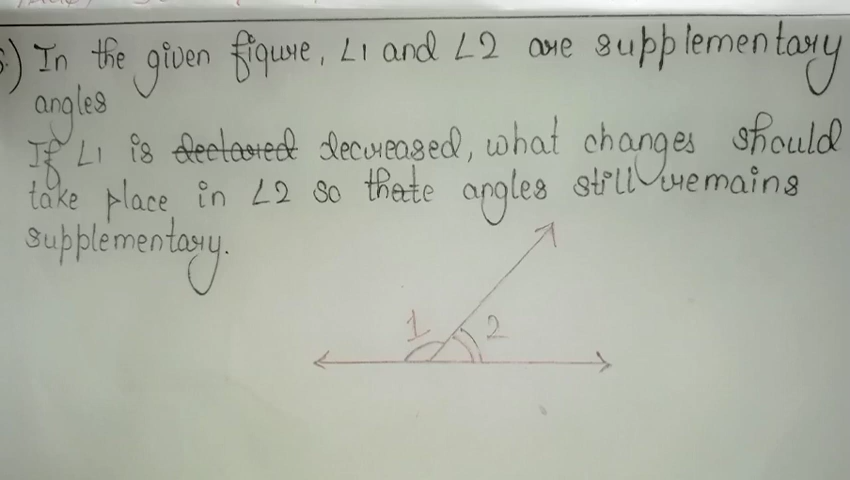 ) In the given figure, ∠1 and ∠2 are supplementary
angles
If ∠1 is declared decreased, what changes should
take place in ∠2 so thate angles still remains
supplementary.
1 2